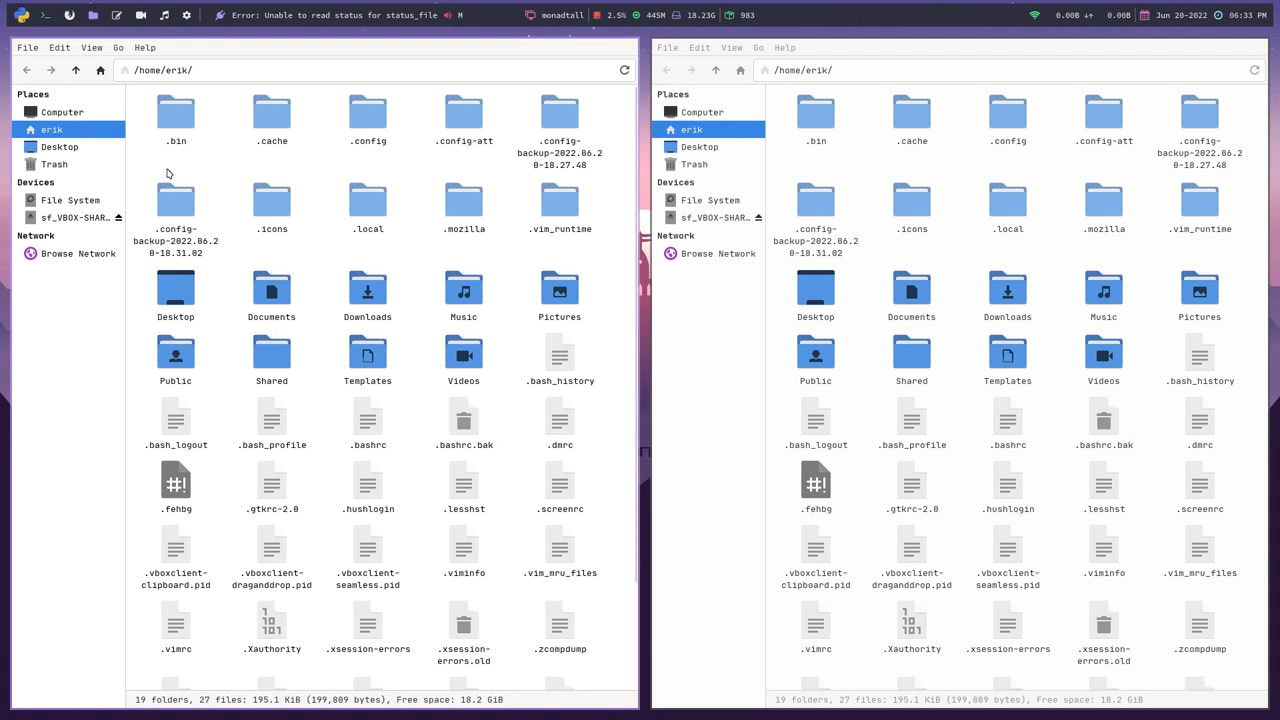 Error: Unable to read status for status_file M monadtall 2.5% 445M 18.23G 983 0.00B ↓↑ 0.00B Jun 20-2022 06:33 PM
File Edit View Go Help
/home/erik/
Places
Computer
erik
Desktop
Trash
Devices
File System
sf_VBOX-SHAR…
Network
Browse Network
.bin .cache .config .config-att .config-
backup-2022.06.2
0-18.27.48
.config-
backup-2022.06.2
0-18.31.02
.icons .local .mozilla .vim_runtime
Desktop Documents Downloads Music Pictures
Public Shared Templates Videos .bash_history
.bash_logout .bash_profile .bashrc .bashrc.bak .dmrc
.fehbg .gtkrc-2.0 .hushlogin .lesshst .screenrc
.vboxclient-
clipboard.pid
.vboxclient-
draganddrop.pid
.vboxclient-
seamless.pid
.viminfo .vim_mru_files
.vimrc .Xauthority .xsession-errors .xsession-
errors.old
.zcompdump
19 folders, 27 files: 195.1 KiB (199,809 bytes), Free space: 18.2 GiB
File Edit View Go Help
/home/erik/
Places
Computer
erik
Desktop
Trash
Devices
File System
sf_VBOX-SHAR…
Network
Browse Network
.bin .cache .config .config-att .config-
backup-2022.06.2
0-18.27.48
.config-
backup-2022.06.2
0-18.31.02
.icons .local .mozilla .vim_runtime
Desktop Documents Downloads Music Pictures
Public Shared Templates Videos .bash_history
.bash_logout .bash_profile .bashrc .bashrc.bak .dmrc
.fehbg .gtkrc-2.0 .hushlogin .lesshst .screenrc
.vboxclient-
clipboard.pid
.vboxclient-
draganddrop.pid
.vboxclient-
seamless.pid
.viminfo .vim_mru_files
.vimrc .Xauthority .xsession-errors .xsession-
errors.old
.zcompdump
19 folders, 27 files: 195.1 KiB (199,809 bytes), Free space: 18.2 GiB